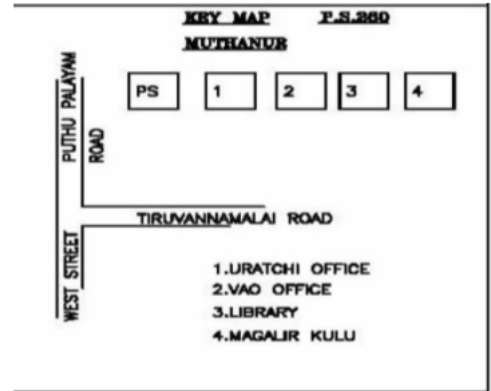 KEY MAP P.S.260
MUTHANUR
PS 1 2 3 4
PUTHU PALAYAM
ROAD
TIRUVANNAMALAI ROAD
WEST STREET
1.URATCHI OFFICE
2.VAO OFFICE
3.LIBRARY
4.MAGALIR KULU